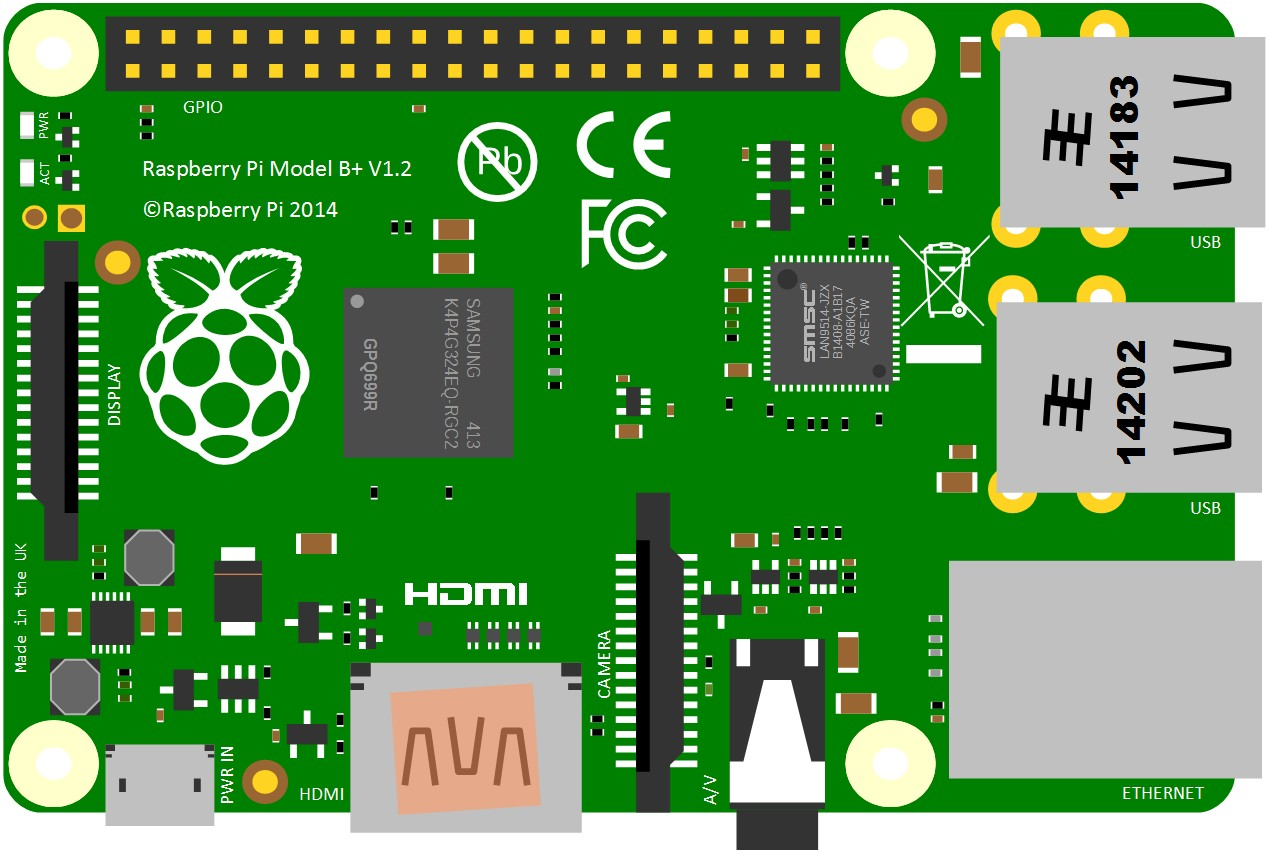 GPIO
PWR
ACT
Raspberry Pi Model B+ V1.2
©Raspberry Pi 2014
Pb
CE
FCC
14183
USB
DISPLAY
GPQ699R
SAMSUNG 413
K4P4G324EQ-RGC2
smsc®
LAN9514-JZX
B1408-A1B17
4086KQA
ASE-TW
14202
USB
Made in the UK
HDMI
CAMERA
PWR IN
HDMI
A/V
ETHERNET